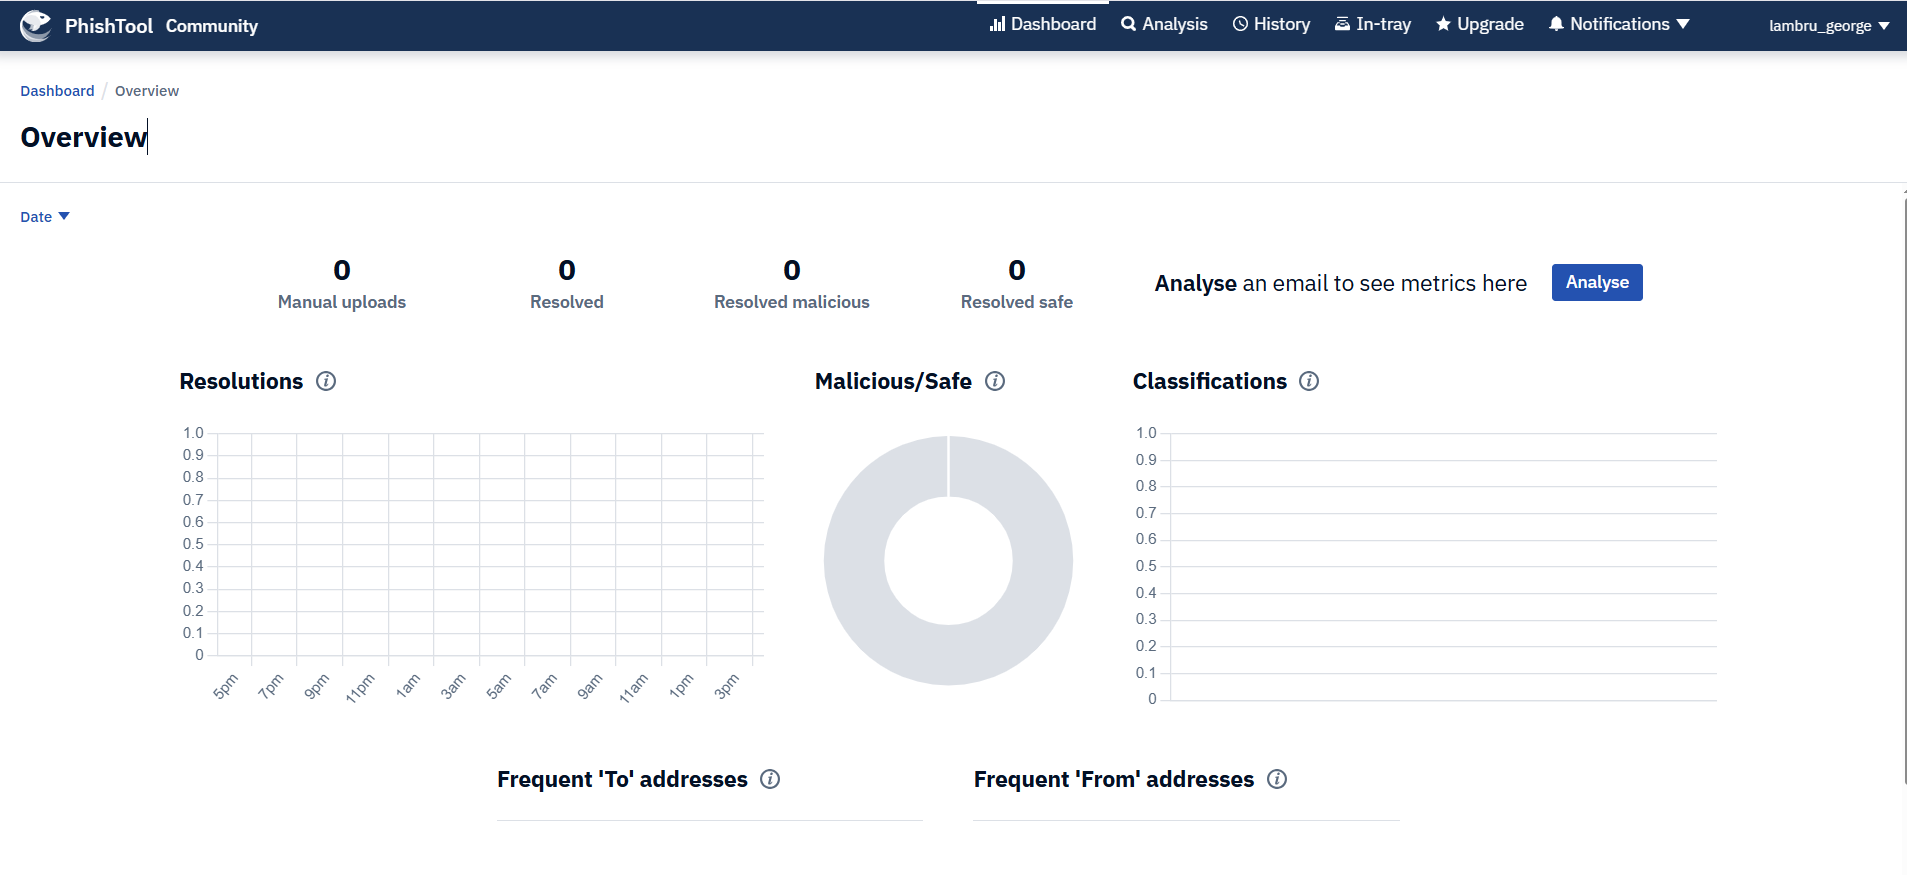 PhishTool Community
Dashboard Analysis History In-tray Upgrade Notifications lambru_george
Dashboard / Overview
Overview
Date
0 0 0 0
Manual uploads Resolved Resolved malicious Resolved safe
Analyse an email to see metrics here Analyse
Resolutions
1.0
0.9
0.8
0.7
0.6
0.5
0.4
0.3
0.2
0.1
0
5pm 7pm 9pm 11pm 1am 3am 5am 7am 9am 11am 1pm 3pm
Malicious/Safe
Classifications
1.0
0.9
0.8
0.7
0.6
0.5
0.4
0.3
0.2
0.1
0
Frequent 'To' addresses
Frequent 'From' addresses